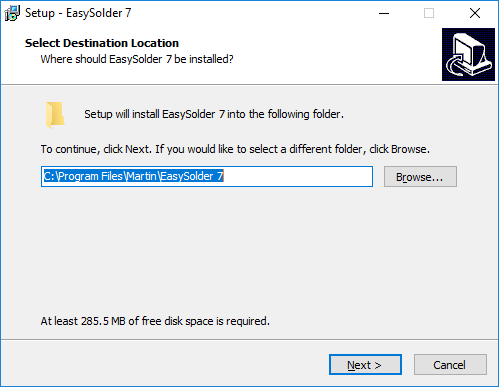 Setup - EasySolder 7
Select Destination Location
Where should EasySolder 7 be installed?
Setup will install EasySolder 7 into the following folder.
To continue, click Next. If you would like to select a different folder, click Browse.
C:\Program Files\Martin\EasySolder 7
Browse...
At least 285.5 MB of free disk space is required.
Next >
Cancel